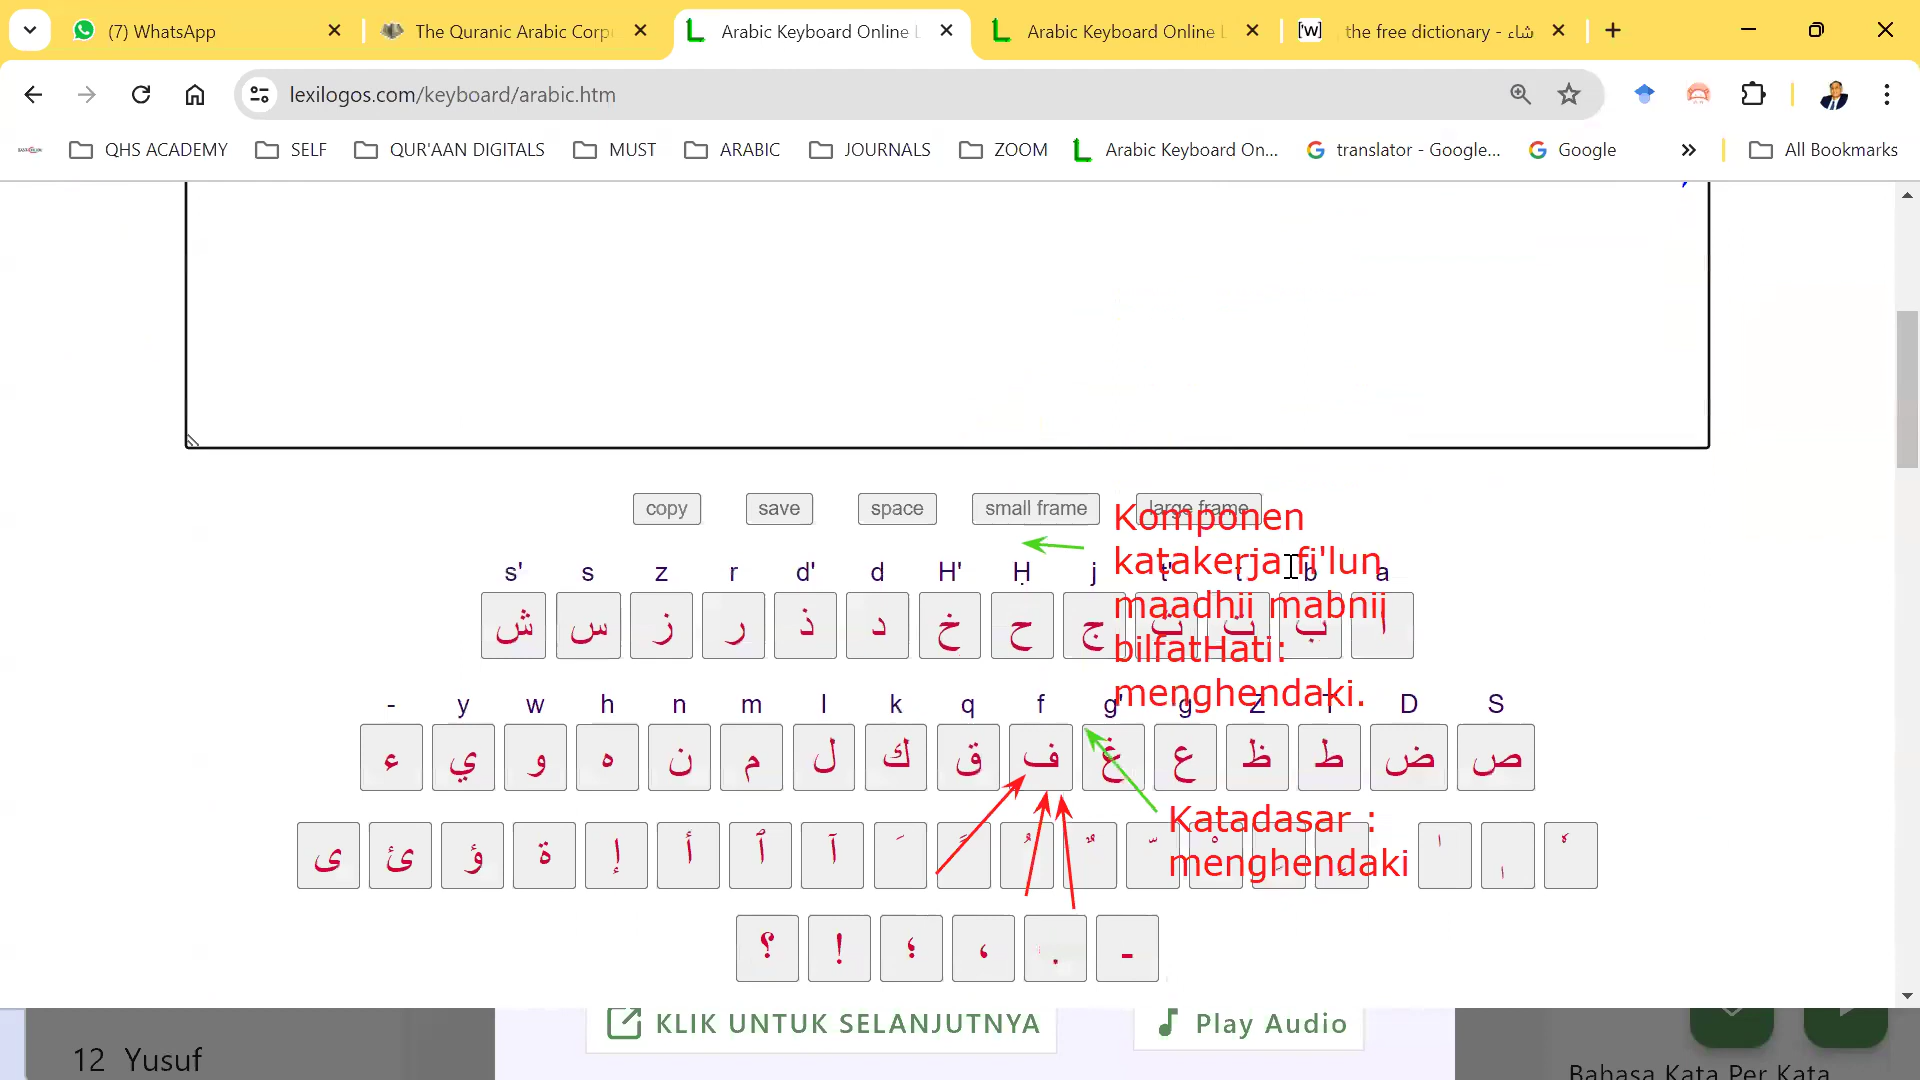 (7) WhatsApp
The Quranic Arabic Corp
Arabic Keyboard Online L
Arabic Keyboard Online L
the free dictionary - شاء
lexilogos.com/keyboard/arabic.htm
QHS ACADEMY SELF QUR'AAN DIGITALS MUST ARABIC JOURNALS ZOOM Arabic Keyboard On... translator - Google... Google » All Bookmarks
copy save space small frame large frame
Komponen
katakerja fi'lun
maadhii mabnii
bilfatHati:
menghendaki.
s' s z r d' d H' Ḥ j t' t b a
ش س ز ر ذ د خ ح ج ث ت ب ا
- y w h n m l k q f g' g Z T D S
ء ي و ه ن م ل ك ق ف غ ع ظ ط ض ص
Katadasar :
menghendaki
ى ئ ؤ ة إ أ ٱ آ
؟ ! ؛ ، . -
KLIK UNTUK SELANJUTNYA
Play Audio
12 Yusuf
Bahasa Kata Per Kata